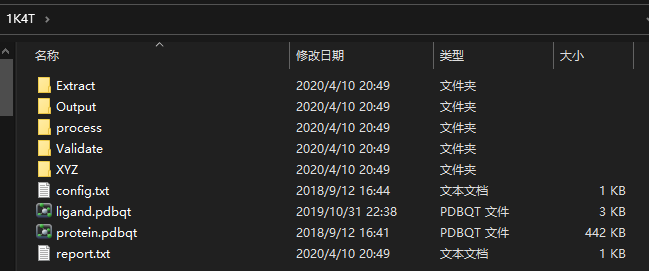 1K4T
名称 修改日期 类型 大小
Extract 2020/4/10 20:49 文件夹
Output 2020/4/10 20:49 文件夹
process 2020/4/10 20:49 文件夹
Validate 2020/4/10 20:49 文件夹
XYZ 2020/4/10 20:49 文件夹
config.txt 2018/9/12 16:44 文本文档 1 KB
ligand.pdbqt 2019/10/31 22:38 PDBQT 文件 3 KB
protein.pdbqt 2018/9/12 16:41 PDBQT 文件 442 KB
report.txt 2020/4/10 20:49 文本文档 1 KB